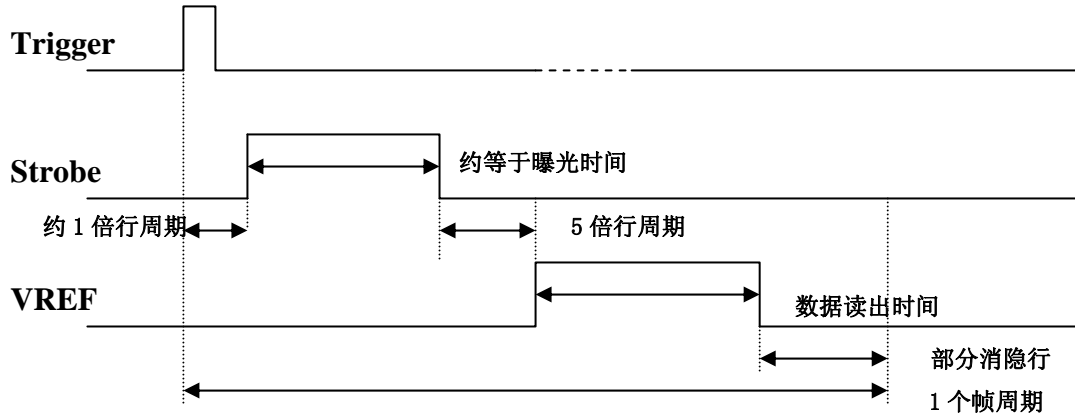 Trigger
Strobe
约等于曝光时间
约 1 倍行周期
5 倍行周期
VREF
数据读出时间
部分消隐行
1 个帧周期